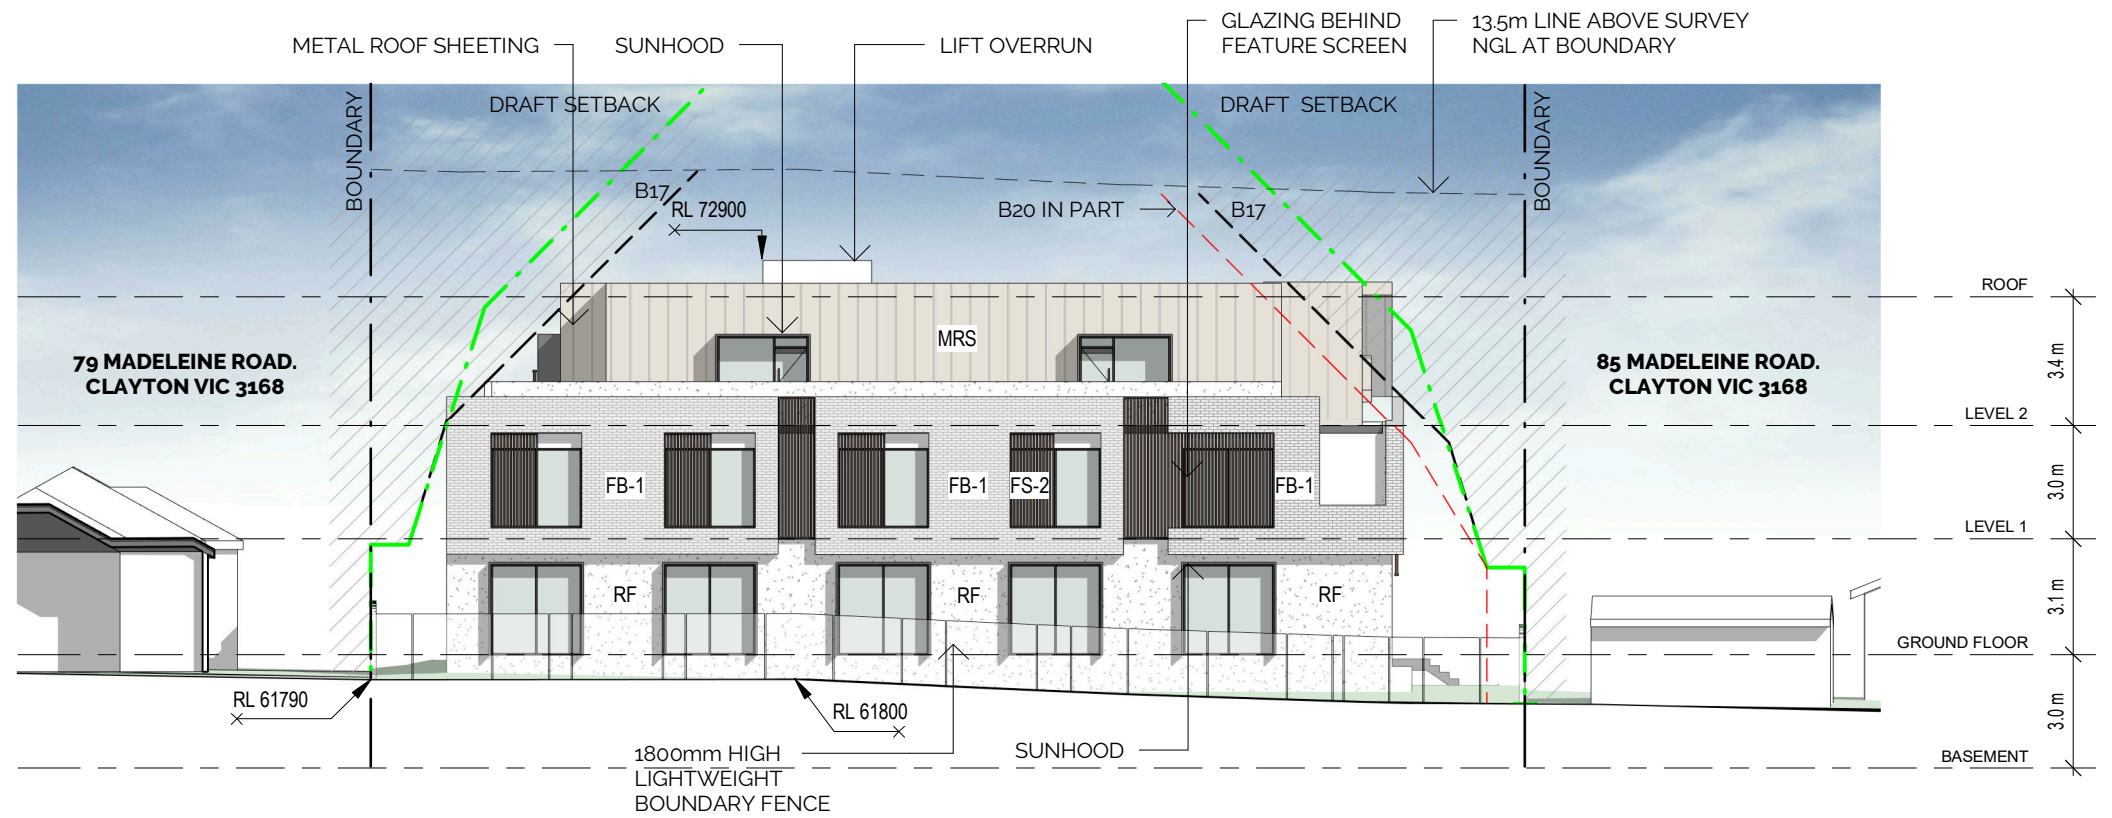 METAL ROOF SHEETING
SUNHOOD
LIFT OVERRUN
GLAZING BEHIND
FEATURE SCREEN
13.5m LINE ABOVE SURVEY
NGL AT BOUNDARY
BOUNDARY
DRAFT SETBACK
DRAFT SETBACK
BOUNDARY
B17
RL 72900
B20 IN PART
B17
ROOF
79 MADELEINE ROAD.
CLAYTON VIC 3168
MRS
85 MADELEINE ROAD.
CLAYTON VIC 3168
3.4 m
LEVEL 2
FB-1
FB-1
FS-2
FB-1
3.0 m
LEVEL 1
RF
RF
RF
3.1 m
GROUND FLOOR
RL 61790
RL 61800
3.0 m
1800mm HIGH
LIGHTWEIGHT
BOUNDARY FENCE
SUNHOOD
BASEMENT